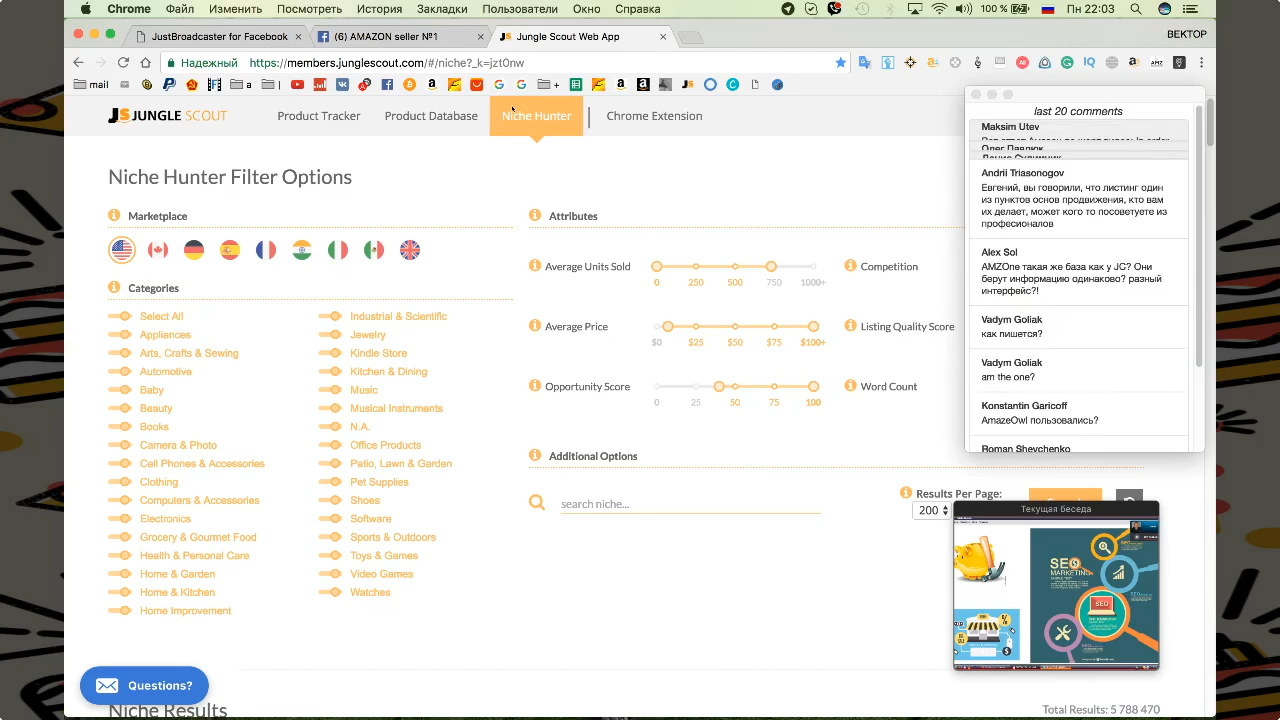 Chrome Файл Изменить Посмотреть История Закладки Пользователи Окно Справка 100 % Пн 22:03
JustBroadcaster for Facebook
(6) AMAZON seller №1
Jungle Scout Web App
ВЕКТОР
Надежный https://members.junglescout.com/#/niche?_k=jzt0nw
mail
JUNGLE SCOUT
Product Tracker
Product Database
Niche Hunter
Chrome Extension
Niche Hunter Filter Options
Marketplace
Categories
Select All
Appliances
Arts, Crafts & Sewing
Automotive
Baby
Beauty
Books
Camera & Photo
Cell Phones & Accessories
Clothing
Computers & Accessories
Electronics
Grocery & Gourmet Food
Health & Personal Care
Home & Garden
Home & Kitchen
Home Improvement
Industrial & Scientific
Jewelry
Kindle Store
Kitchen & Dining
Music
Musical Instruments
N.A.
Office Products
Patio, Lawn & Garden
Pet Supplies
Shoes
Software
Sports & Outdoors
Toys & Games
Video Games
Watches
Attributes
Average Units Sold
0 250 500 750 1000+
Average Price
$0 $25 $50 $75 $100+
Opportunity Score
0 25 50 75 100
Competition
Listing Quality Score
Word Count
Additional Options
search niche...
Results Per Page:
200
last 20 comments
Maksim Utev
Олег Павлюк
Andrii Triasonogov
Евгений, вы говорили, что листинг один
из пунктов основ продвижения, кто вам
их делает, может кого то посоветуете из
професионалов
Alex Sol
AMZOne такая же база как у JC? Они
берут информацию одинаково? разный
интерфейс?!
Vadym Goliak
как пишется?
Vadym Goliak
am the one?
Konstantin Garicoff
AmazeOwl пользовались?
Roman Shevchenko
Текущая беседа
SEO
MARKETING
SEO
Questions?
Niche Results
Total Results: 5 788 470